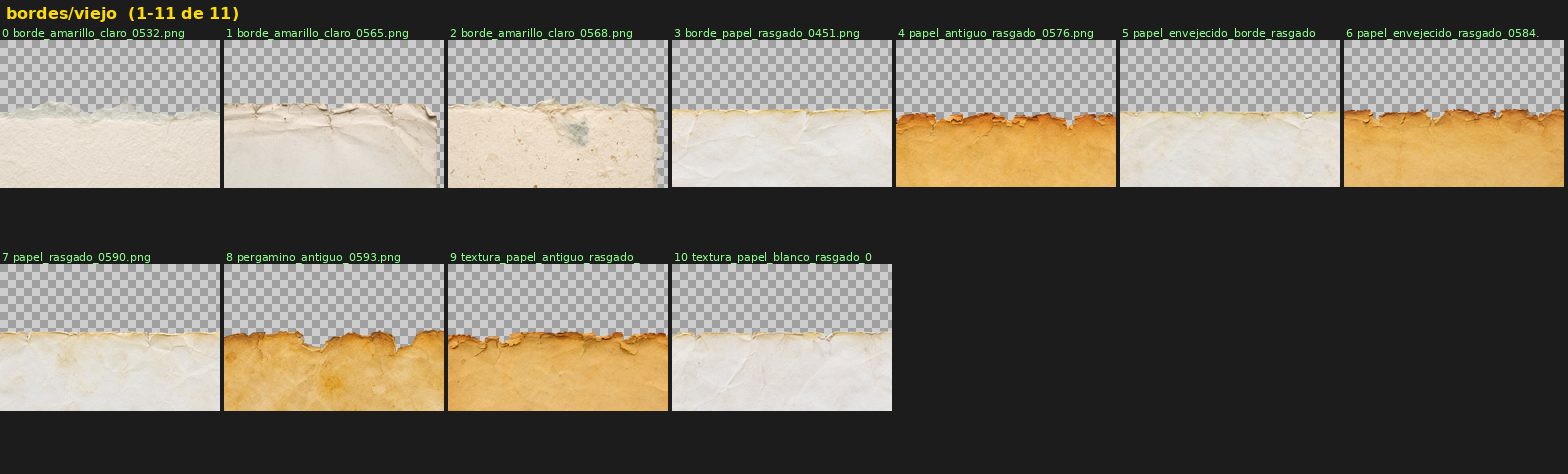 bordes/viejo (1-11 de 11)
0 borde_amarillo_claro_0532.png
1 borde_amarillo_claro_0565.png
2 borde_amarillo_claro_0568.png
3 borde_papel_rasgado_0451.png
4 papel_antiguo_rasgado_0576.png
5 papel_envejecido_borde_rasgado
6 papel_envejecido_rasgado_0584.
7 papel_rasgado_0590.png
8 pergamino_antiguo_0593.png
9 textura_papel_antiguo_rasgado_
10 textura_papel_blanco_rasgado_0